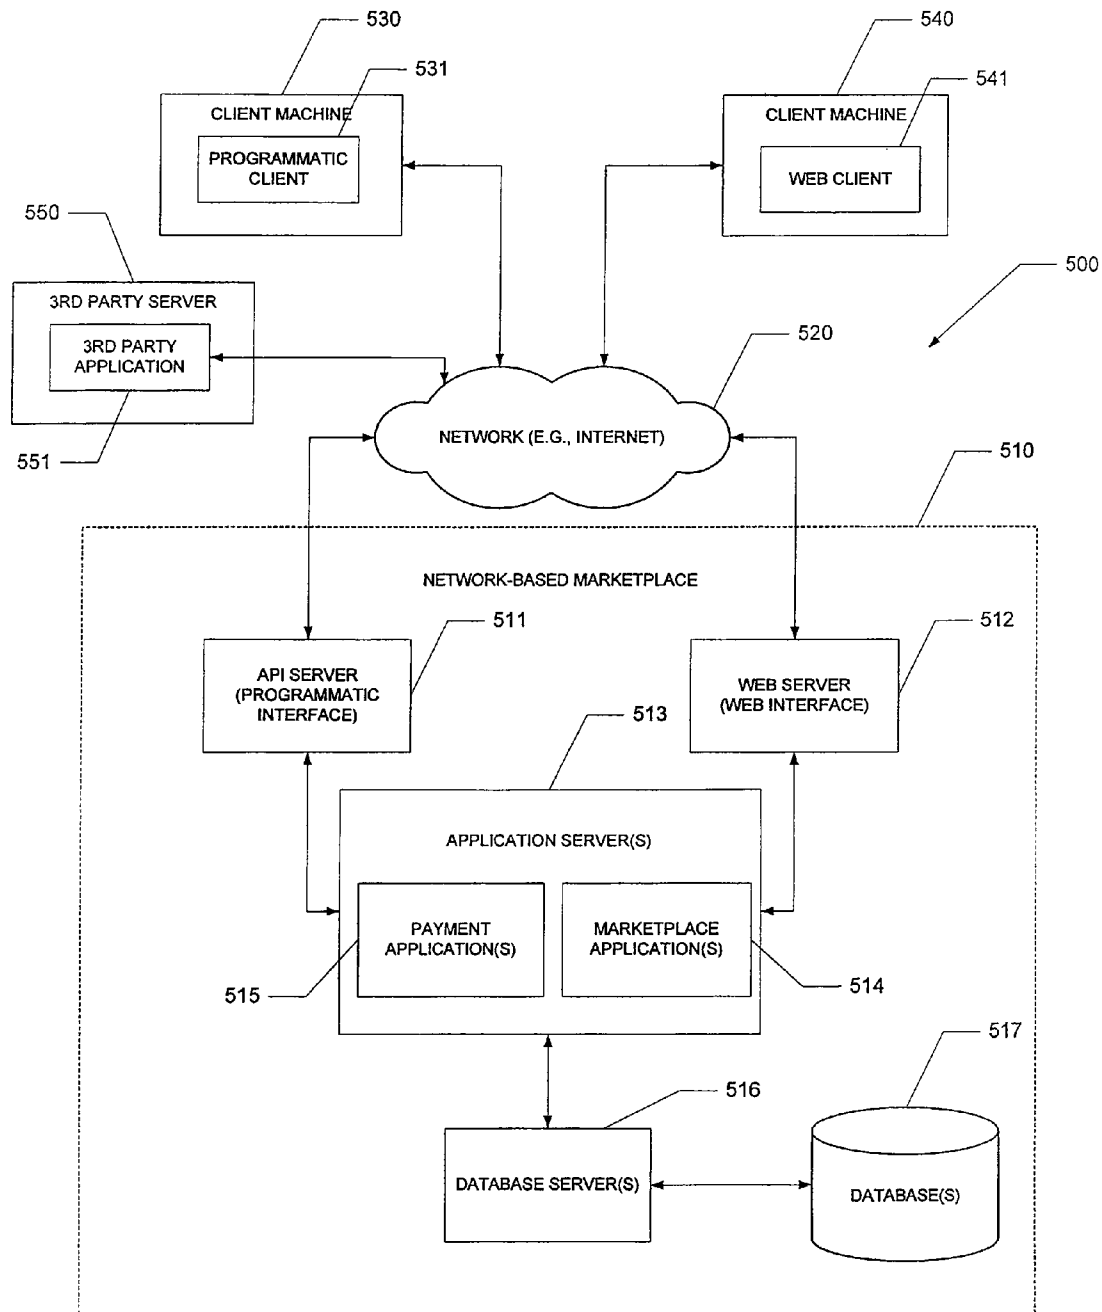 530
540
531
541
CLIENT MACHINE
PROGRAMMATIC
CLIENT
CLIENT MACHINE
WEB CLIENT
550
500
3RD PARTY SERVER
3RD PARTY
APPLICATION
520
551
NETWORK (E.G., INTERNET)
510
NETWORK-BASED MARKETPLACE
511
512
API SERVER
(PROGRAMMATIC
INTERFACE)
WEB SERVER
(WEB INTERFACE)
513
APPLICATION SERVER(S)
PAYMENT
APPLICATION(S)
MARKETPLACE
APPLICATION(S)
515
514
517
516
DATABASE SERVER(S)
DATABASE(S)